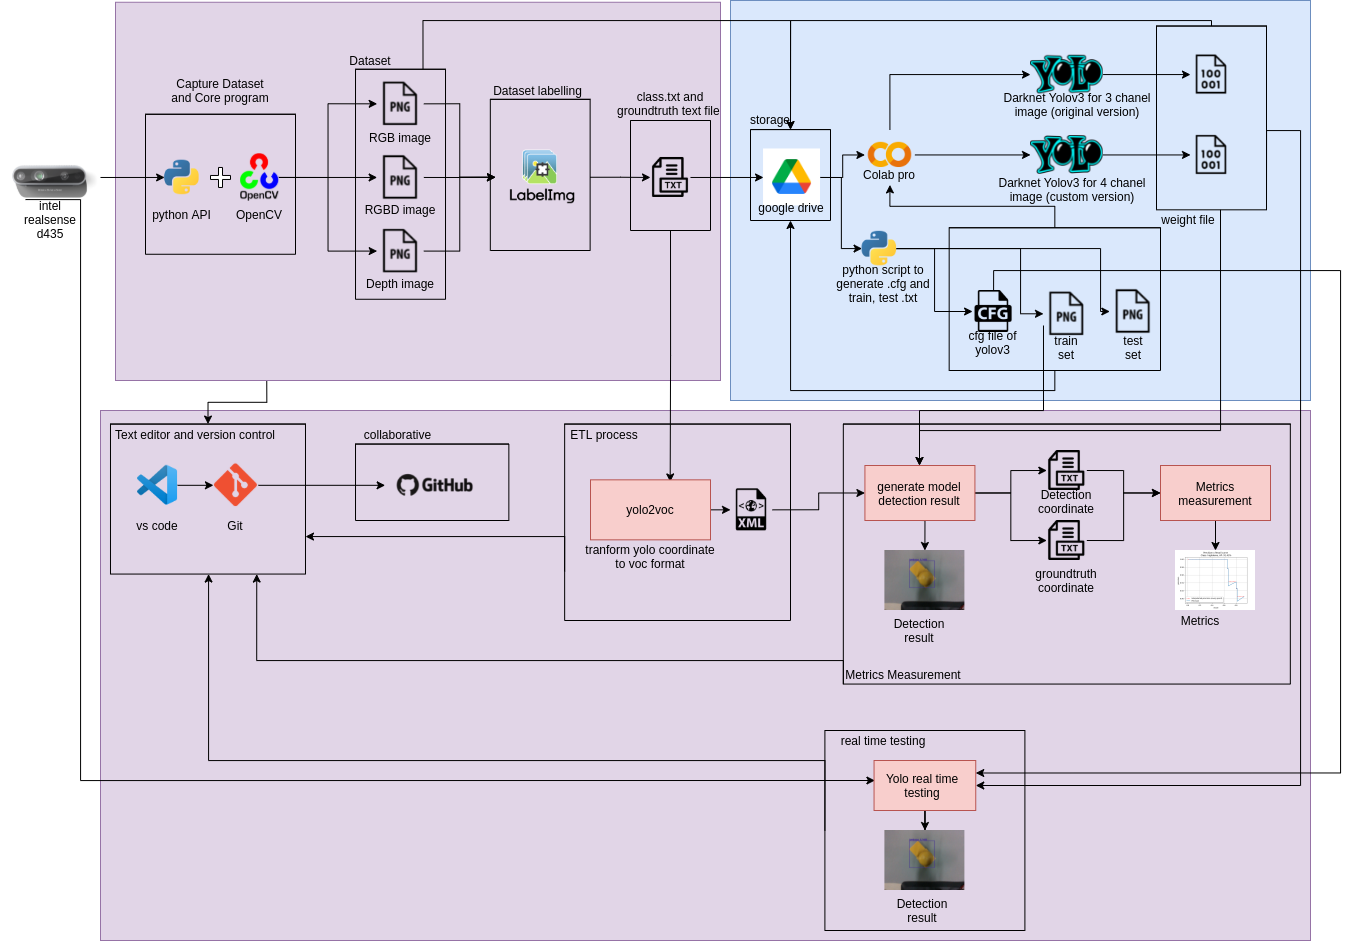 Capture Dataset
and Core program
python API
OpenCV
OpenCV
intel
realsense
d435
Dataset
PNG
RGB image
PNG
RGBD image
PNG
Depth image
Dataset labelling
LabelImg
class.txt and
groundtruth text file
TXT
storage
google drive
Colab pro
YOLO
Darknet Yolov3 for 3 chanel
image (original version)
YOLO
Darknet Yolov3 for 4 chanel
image (custom version)
100
001
100
001
weight file
python script to
generate .cfg and
train, test .txt
CFG
cfg file of
yolov3
PNG
train
set
PNG
test
set
Text editor and version control
vs code
Git
collaborative
GitHub
ETL process
yolo2voc
tranform yolo coordinate
to voc format
XML
generate model
detection result
Detection
result
TXT
Detection
coordinate
TXT
groundtruth
coordinate
Metrics
measurement
Metrics
Metrics Measurement
real time testing
Yolo real time
testing
Detection
result